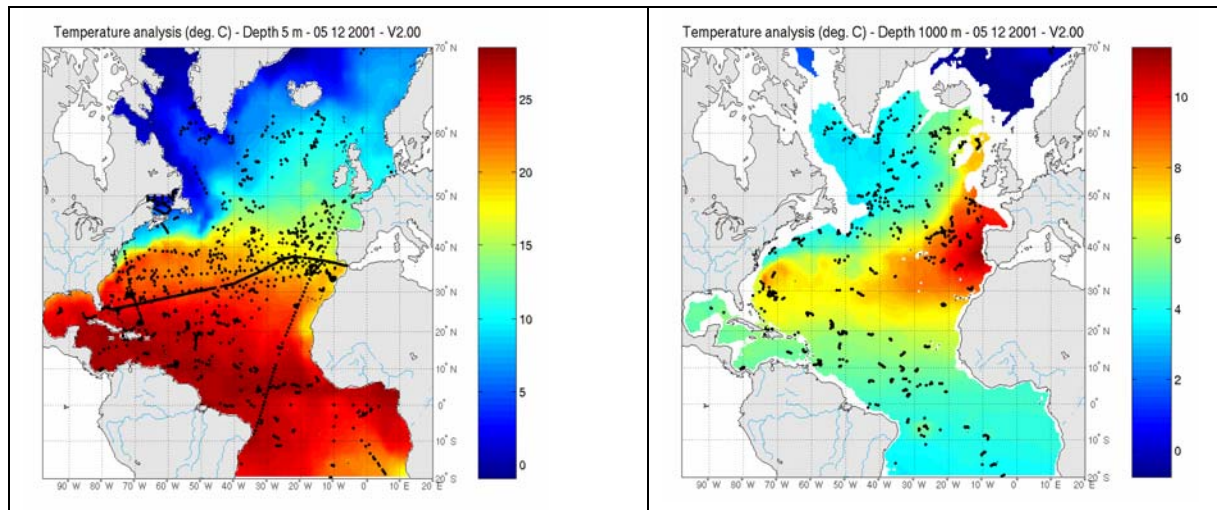 Temperature analysis (deg. C) - Depth 5 m - 05 12 2001 - V2.00
70° N
60° N
50° N
40° N
30° N
20° N
10° N
0°
10° S
20° S
90° W 80° W 70° W 60° W 50° W 40° W 30° W 20° W 10° W 0° 10° E 20° E
25
20
15
10
5
0
Temperature analysis (deg. C) - Depth 1000 m - 05 12 2001 - V2.00
70° N
60° N
50° N
40° N
30° N
20° N
10° N
0°
10° S
20° S
90° W 80° W 70° W 60° W 50° W 40° W 30° W 20° W 10° W 0° 10° E 20° E
10
8
6
4
2
0